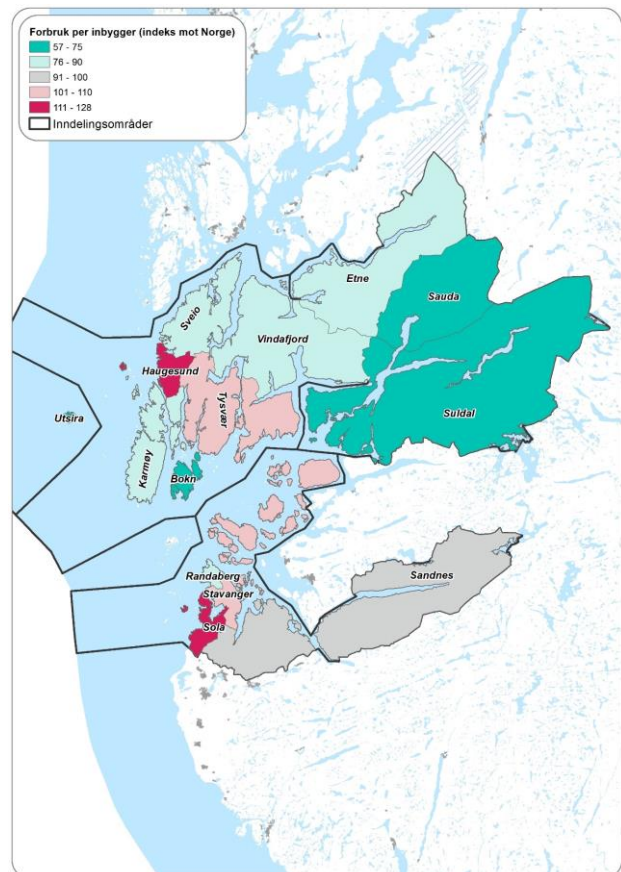 Forbruk per inbygger (indeks mot Norge)
57 - 75
76 - 90
91 - 100
101 - 110
111 - 128
Inndelingsområder
Etne
Sauda
Sveio
Vindafjord
Haugesund
Tysvær
Suldal
Utsira
Karmøy
Bokn
Randaberg
Sandnes
Stavanger
Sola